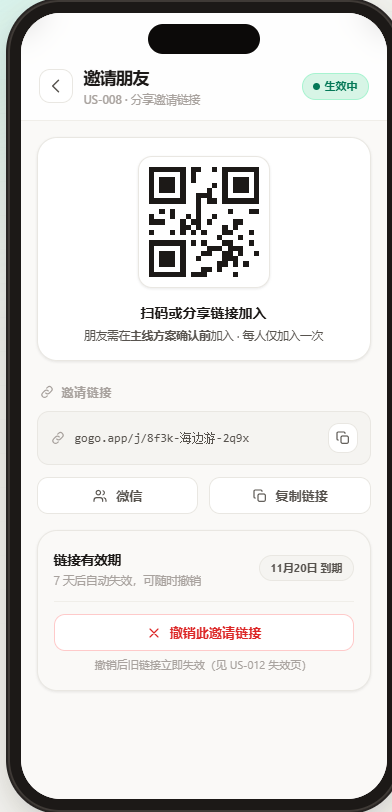 邀请朋友
US-008 · 分享邀请链接
生效中
扫码或分享链接加入
朋友需在主线方案确认前加入 · 每人仅加入一次
邀请链接
gogo.app/j/8f3k-海边游-2q9x
微信
复制链接
链接有效期
7 天后自动失效，可随时撤销
11月20日 到期
撤销此邀请链接
撤销后旧链接立即失效（见 US-012 失效页）